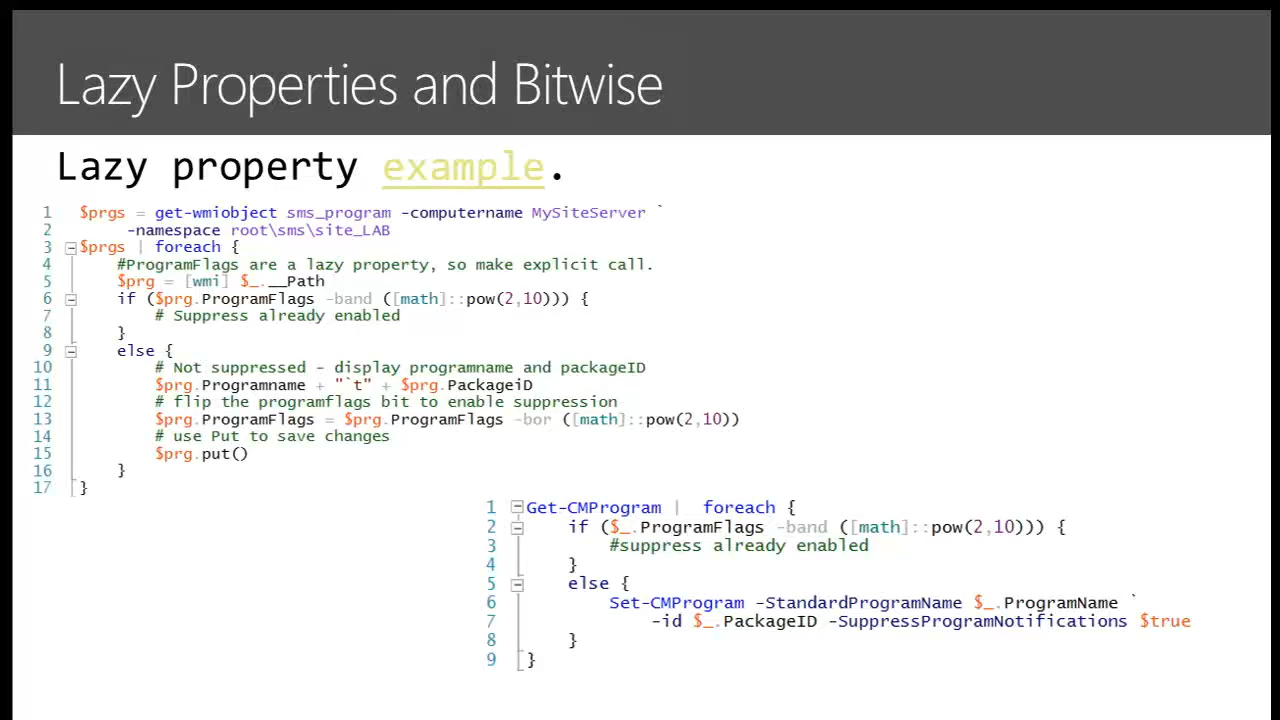 Lazy Properties and Bitwise
Lazy property example.
1 $prgs = get-wmiobject sms_program -computername MySiteServer `
2 -namespace root\sms\site_LAB
3 $prgs | foreach {
4 #ProgramFlags are a lazy property, so make explicit call.
5 $prg = [wmi] $_.__Path
6 if ($prg.ProgramFlags -band ([math]::pow(2,10))) {
7 # Suppress already enabled
8 }
9 else {
10 # Not suppressed - display programname and packageID
11 $prg.Programname + "`t" + $prg.PackageiD
12 # flip the programflags bit to enable suppression
13 $prg.ProgramFlags = $prg.ProgramFlags -bor ([math]::pow(2,10))
14 # use Put to save changes
15 $prg.put()
16 }
17 }
1 Get-CMProgram | foreach {
2 if ($_.ProgramFlags -band ([math]::pow(2,10))) {
3 #suppress already enabled
4 }
5 else {
6 Set-CMProgram -StandardProgramName $_.ProgramName `
7 -id $_.PackageID -SuppressProgramNotifications $true
8 }
9 }